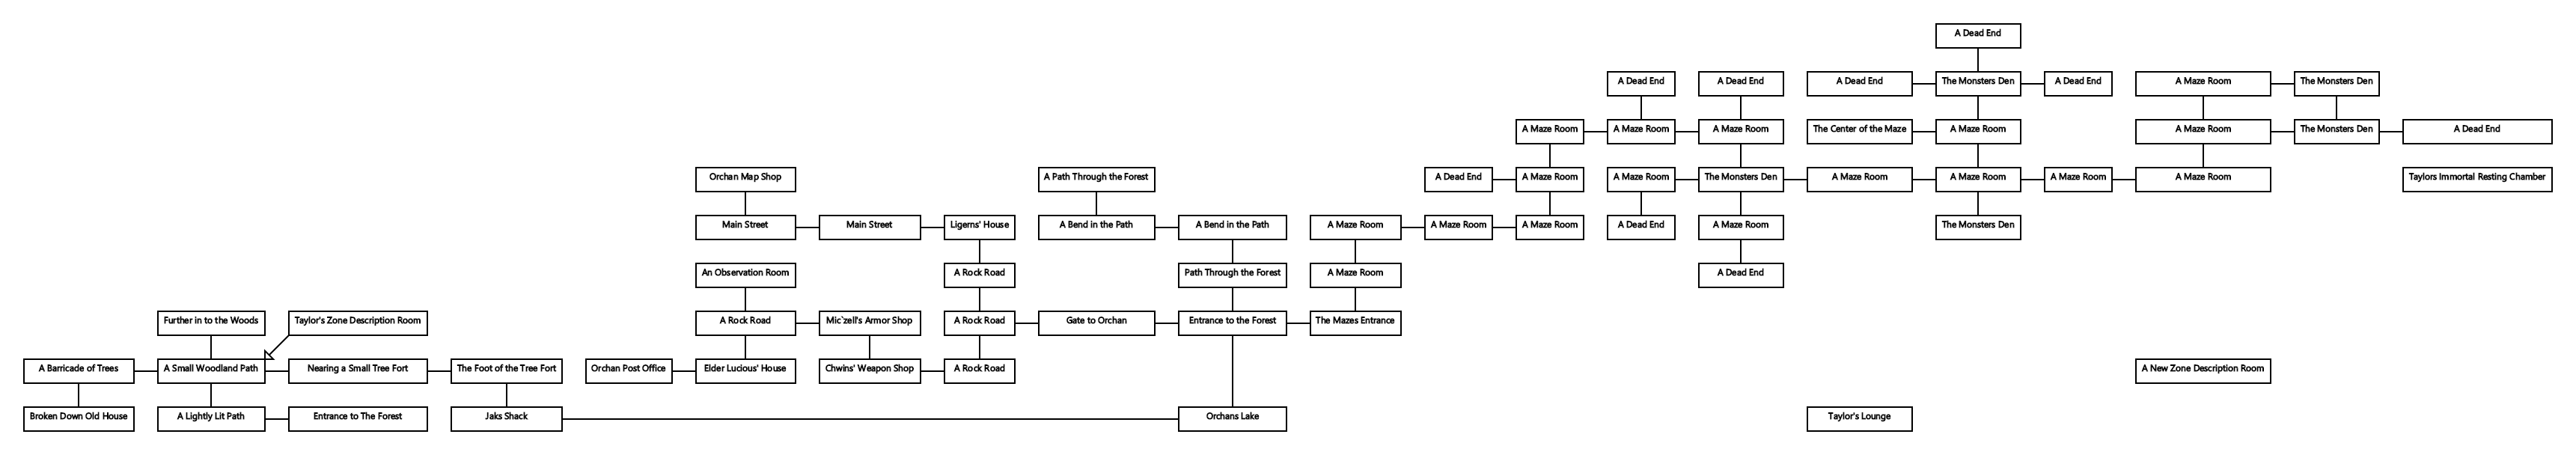 A Dead End
A Dead End
A Dead End
A Dead End
The Monsters Den
A Dead End
A Maze Room
The Monsters Den
A Maze Room
A Maze Room
A Maze Room
The Center of the Maze
A Maze Room
A Maze Room
The Monsters Den
A Dead End
Orchan Map Shop
A Path Through the Forest
A Dead End
A Maze Room
A Maze Room
The Monsters Den
A Maze Room
A Maze Room
A Maze Room
A Maze Room
Taylors Immortal Resting Chamber
Main Street
Main Street
Ligerns' House
A Bend in the Path
A Bend in the Path
A Maze Room
A Maze Room
A Maze Room
A Dead End
A Maze Room
The Monsters Den
An Observation Room
A Rock Road
Path Through the Forest
A Maze Room
A Dead End
Further in to the Woods
Taylor's Zone Description Room
A Rock Road
Mic`zell's Armor Shop
A Rock Road
Gate to Orchan
Entrance to the Forest
The Mazes Entrance
A Barricade of Trees
A Small Woodland Path
Nearing a Small Tree Fort
The Foot of the Tree Fort
Orchan Post Office
Elder Lucious' House
Chwins' Weapon Shop
A Rock Road
A New Zone Description Room
Broken Down Old House
A Lightly Lit Path
Entrance to The Forest
Jaks Shack
Orchans Lake
Taylor's Lounge